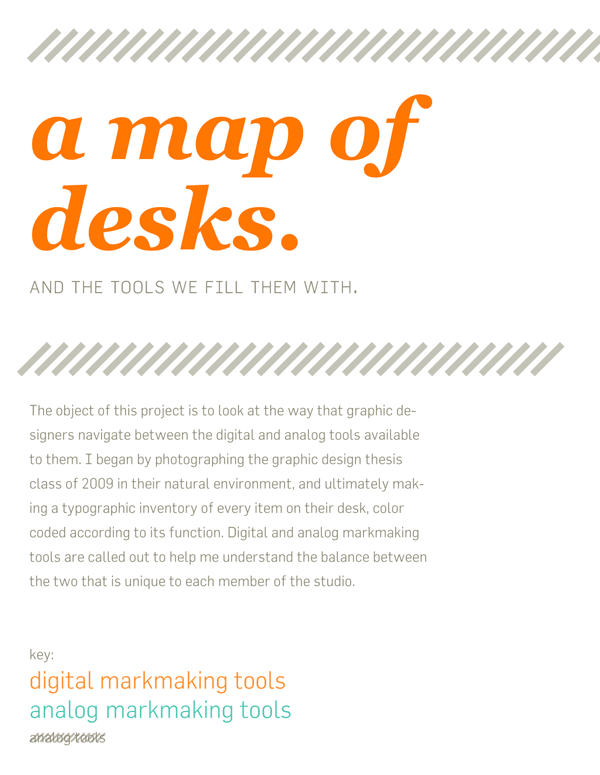 a map of
desks.
AND THE TOOLS WE FILL THEM WITH.
The object of this project is to look at the way that graphic de-
signers navigate between the digital and analog tools available
to them. I began by photographing the graphic design thesis
class of 2009 in their natural environment, and ultimately mak-
ing a typographic inventory of every item on their desk, color
coded according to its function. Digital and analog markmaking
tools are called out to help me understand the balance between
the two that is unique to each member of the studio.
key:
digital markmaking tools
analog markmaking tools